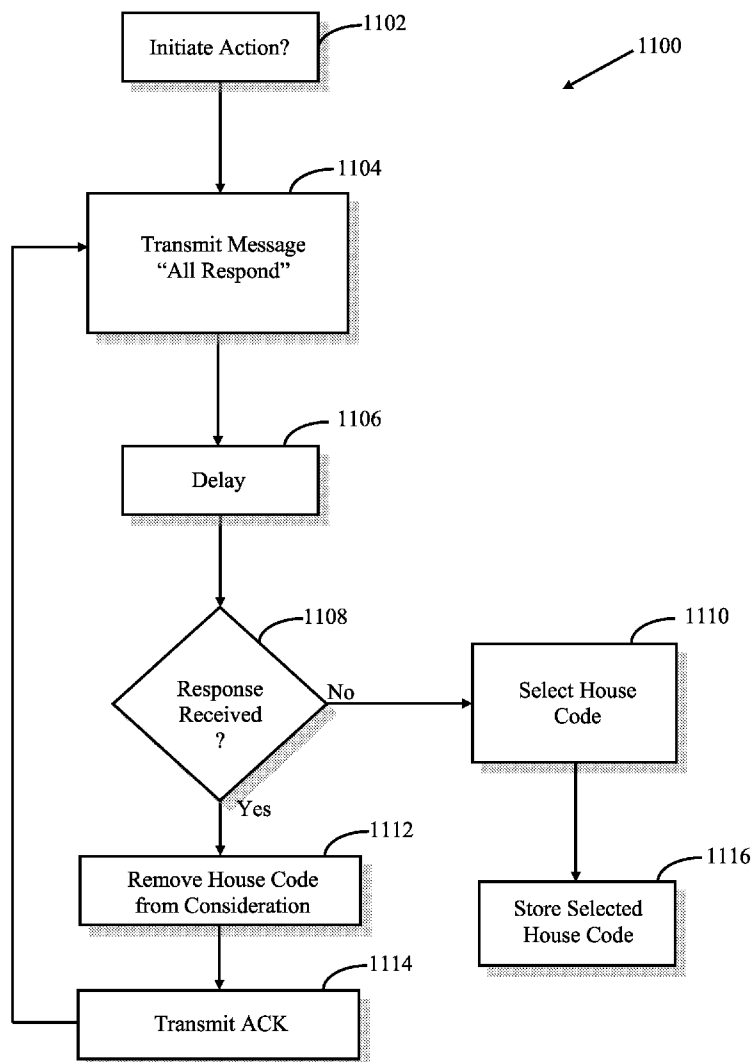 1102
Initiate Action?
1100
1104
Transmit Message
“All Respond”
1106
Delay
1108
Response
Received
?
No
Yes
1110
Select House
Code
1112
Remove House Code
from Consideration
1116
Store Selected
House Code
1114
Transmit ACK